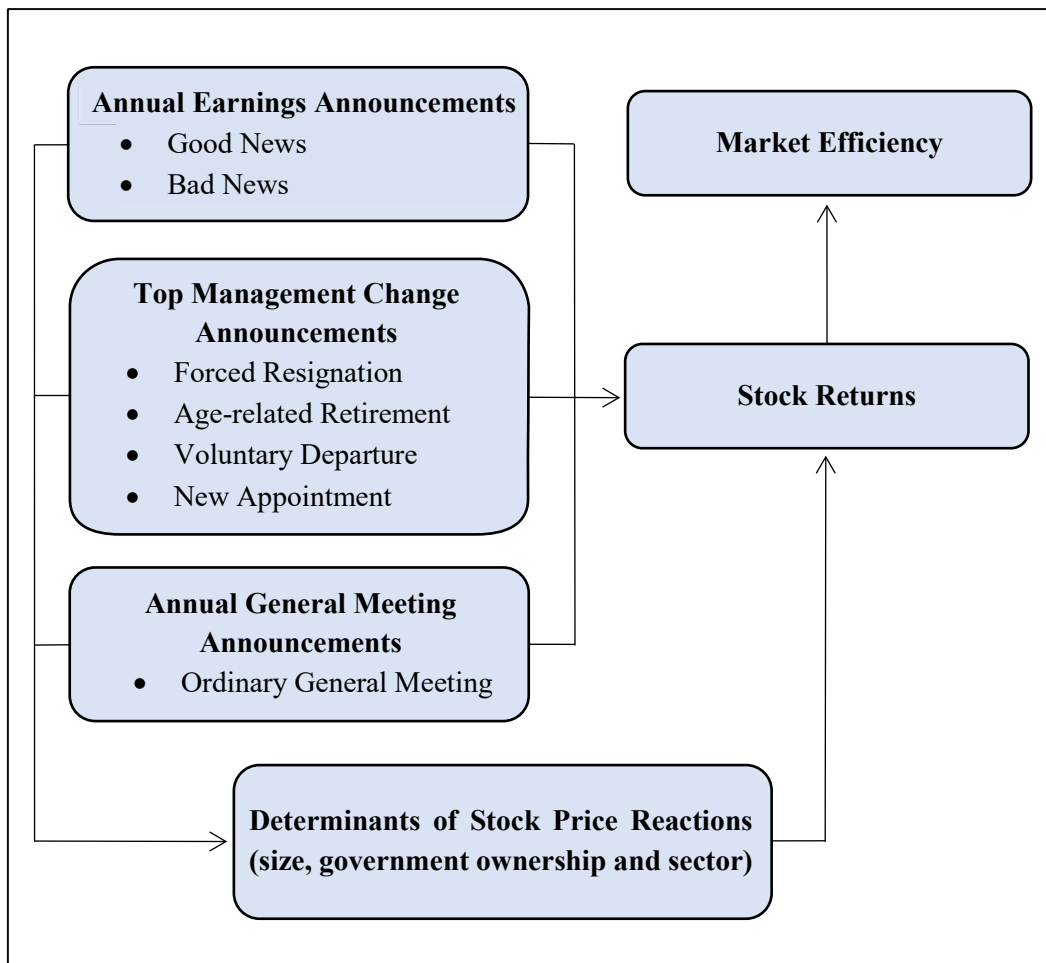 Annual Earnings Announcements
• Good News
• Bad News
Market Efficiency
Top Management Change
Announcements
• Forced Resignation
• Age-related Retirement
• Voluntary Departure
• New Appointment
Stock Returns
Annual General Meeting
Announcements
• Ordinary General Meeting
Determinants of Stock Price Reactions
(size, government ownership and sector)